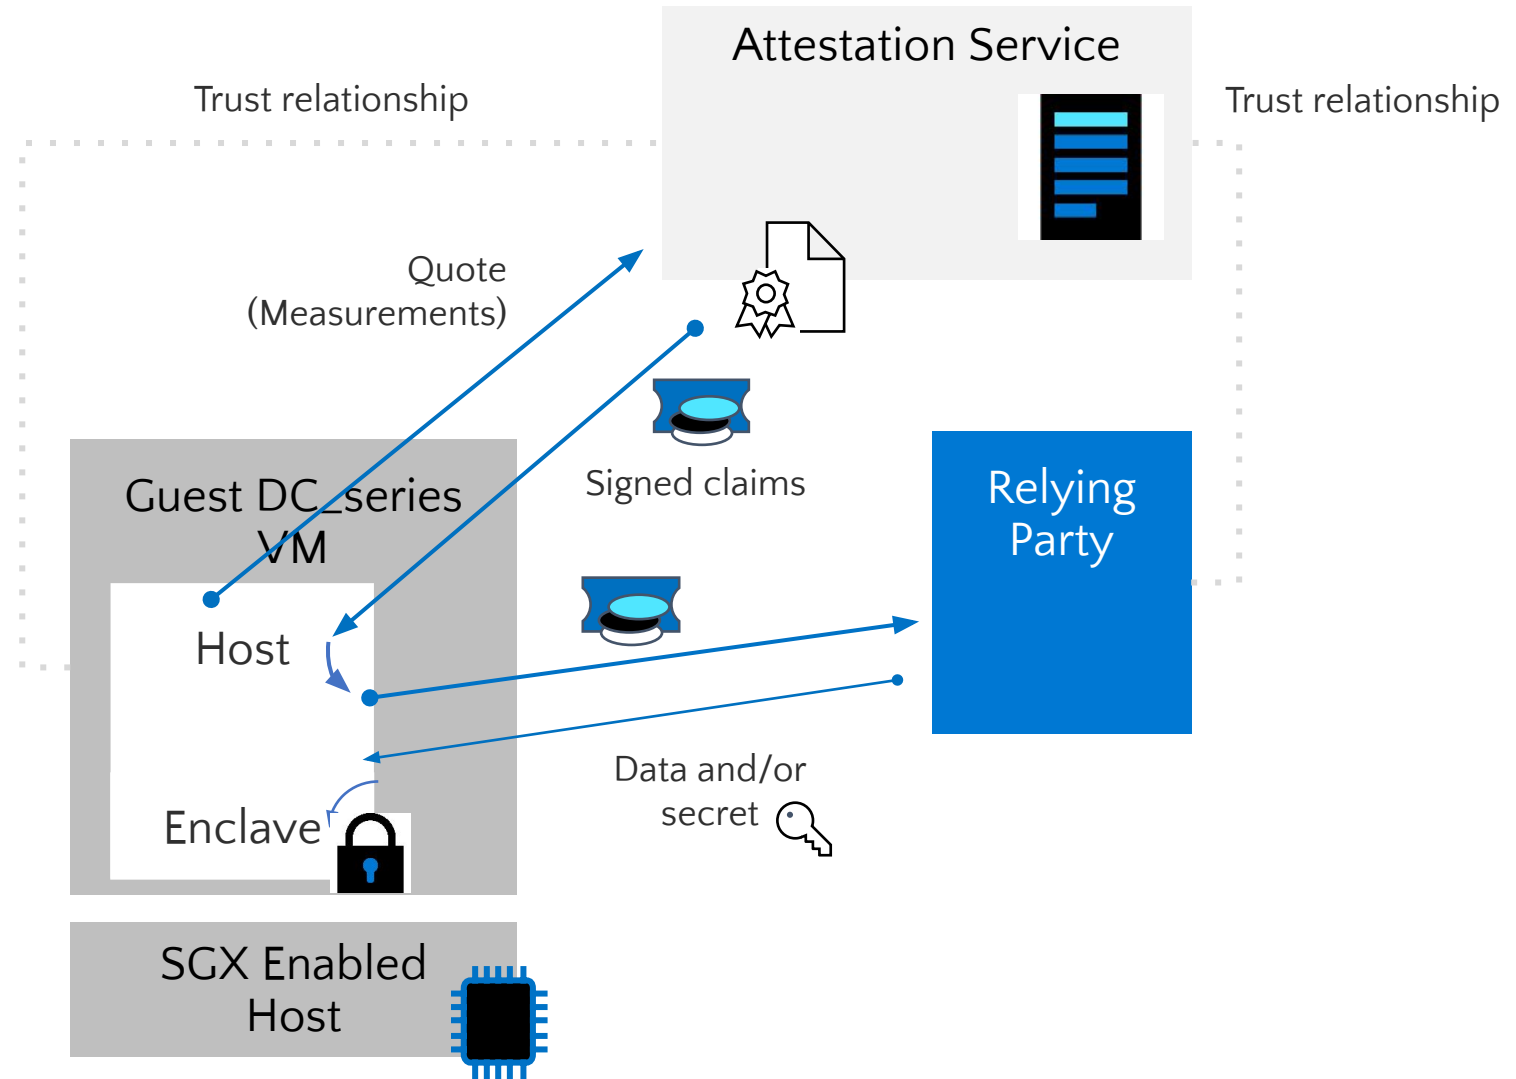 Attestation Service
Trust relationship
Trust relationship
Quote
(Measurements)
Signed claims
Guest DC_series
VM
Relying
Party
Host
Data and/or
secret
Enclave
SGX Enabled
Host